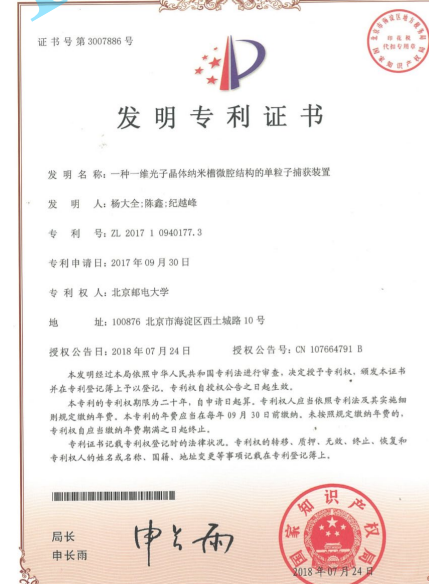 证书号第3007886号
发明专利证书
发明名称：一种一维光子晶体纳米槽微腔结构的单粒子捕获装置
发明人：杨大全;陈鑫;纪越峰
专利号：ZL 2017 1 0940177.3
专利申请日：2017年09月30日
专利权人：北京邮电大学
地址：100876 北京市海淀区西土城路10号
授权公告日：2018年07月24日 授权公告号：CN 107664791 B
本发明经过本局依照中华人民共和国专利法进行审查，决定授予专利权，颁发本证书
并在专利登记簿上予以登记。专利权自授权公告之日起生效。
本专利的专利权期限为二十年，自申请日起算。专利权人应当依照专利法及其实施细
则规定缴纳年费。本专利的年费应当在每年09月30日前缴纳。未按照规定缴纳年费的，
专利权自应当缴纳年费期满之日起终止。
专利证书记载专利权登记时的法律状况。专利权的转移、质押、无效、终止、恢复和
专利权人的姓名或名称、国籍、地址变更等事项记载在专利登记簿上。
局长
申长雨
申长雨
国家知识产权局
2018年07月24日